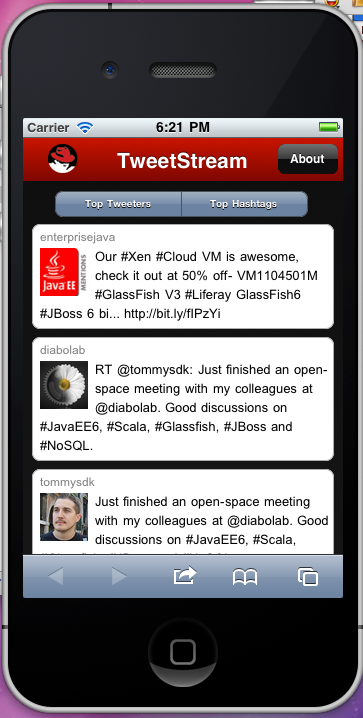 Carrier 6:21 PM
TweetStream About
Top Tweeters Top Hashtags
enterprisejava
Java EE MENTIONS
Our #Xen #Cloud VM is awesome,
check it out at 50% off- VM1104501M
#GlassFish V3 #Liferay GlassFish6
#JBoss 6 bi... http://bit.ly/fIPzYi
diabolab
RT @tommysdk: Just finished an open-
space meeting with my colleagues at
@diabolab. Good discussions on
#JavaEE6, #Scala, #Glassfish, #JBoss and
#NoSQL.
tommysdk
Just finished an open-space meeting
with my colleagues at @diabolab. Good
discussions on #JavaEE6, #Scala,